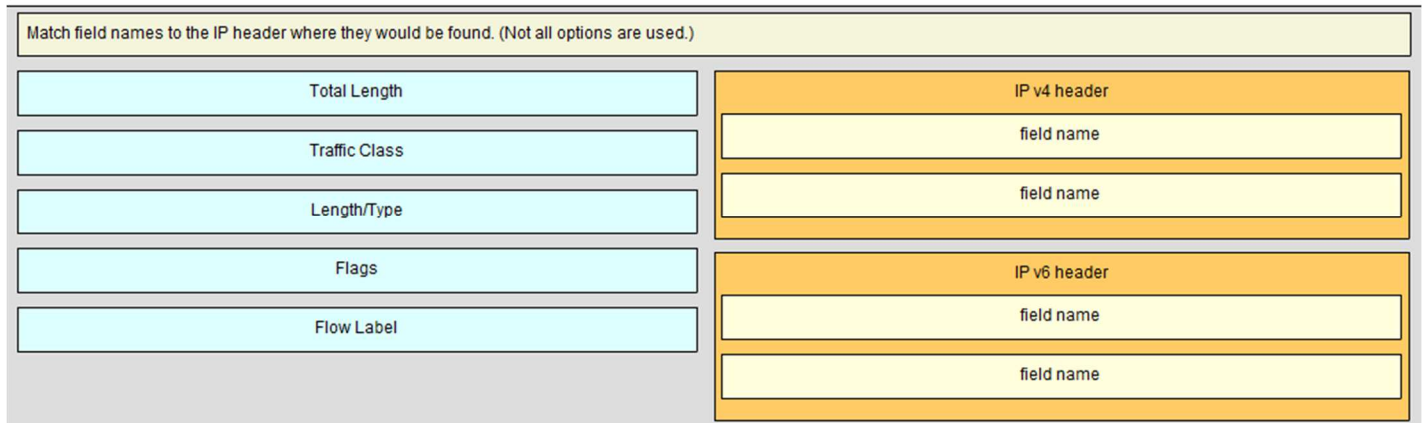 Match field names to the IP header where they would be found. (Not all options are used.)
Total Length
Traffic Class
Length/Type
Flags
Flow Label
IP v4 header
field name
field name
IP v6 header
field name
field name